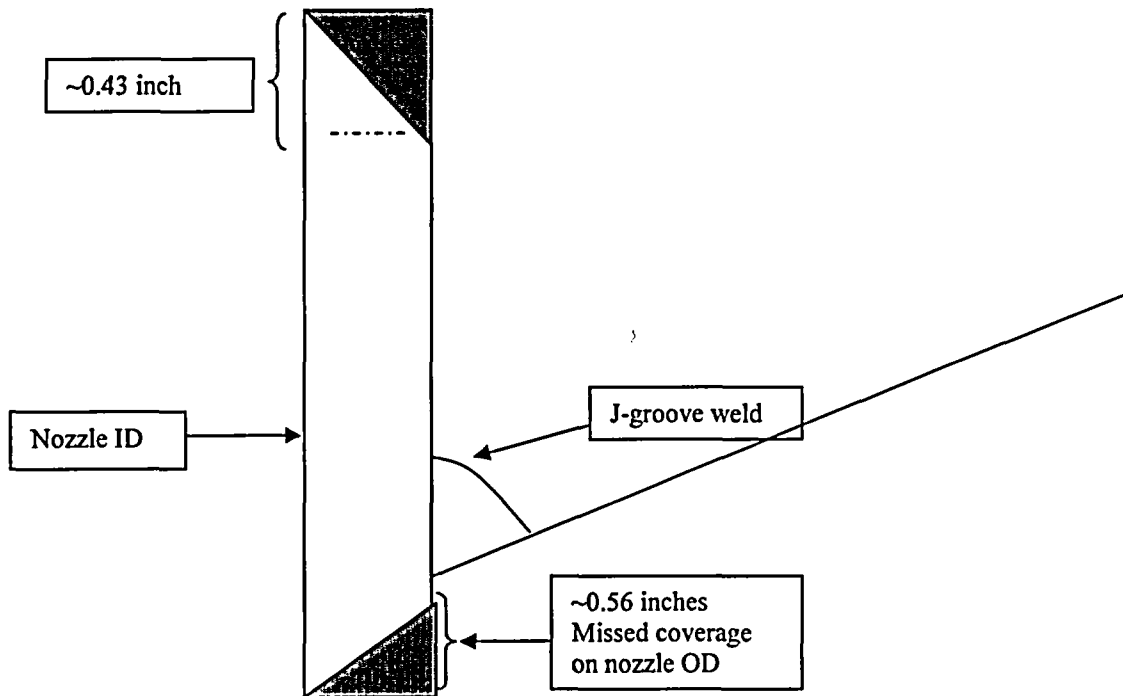 ~0.43 inch
J-groove weld
Nozzle ID
~0.56 inches
Missed coverage
on nozzle OD